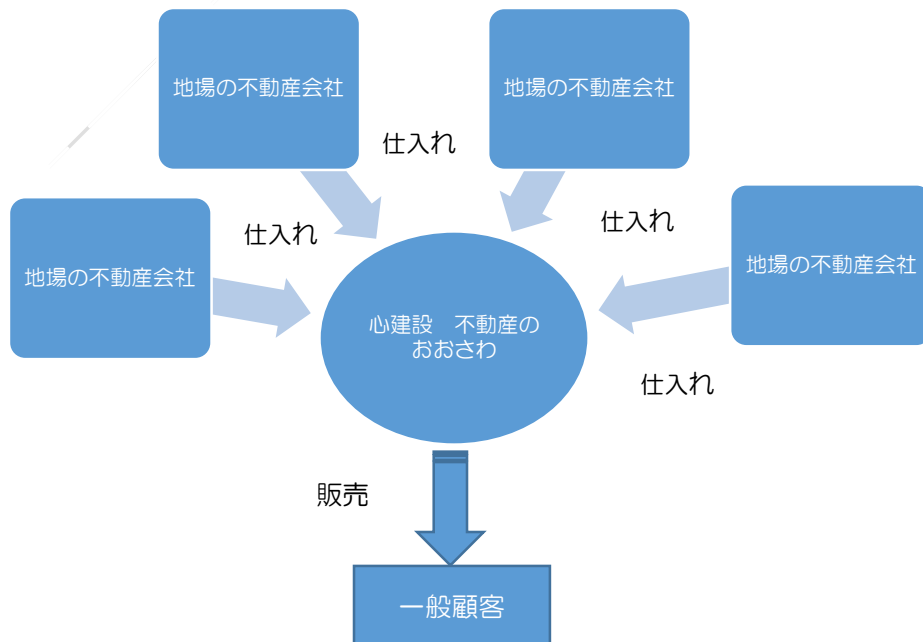 地場の不動産会社
地場の不動産会社
仕入れ
地場の不動産会社
仕入れ
仕入れ
地場の不動産会社
心建設　不動産の
おおさわ
仕入れ
販売
一般顧客